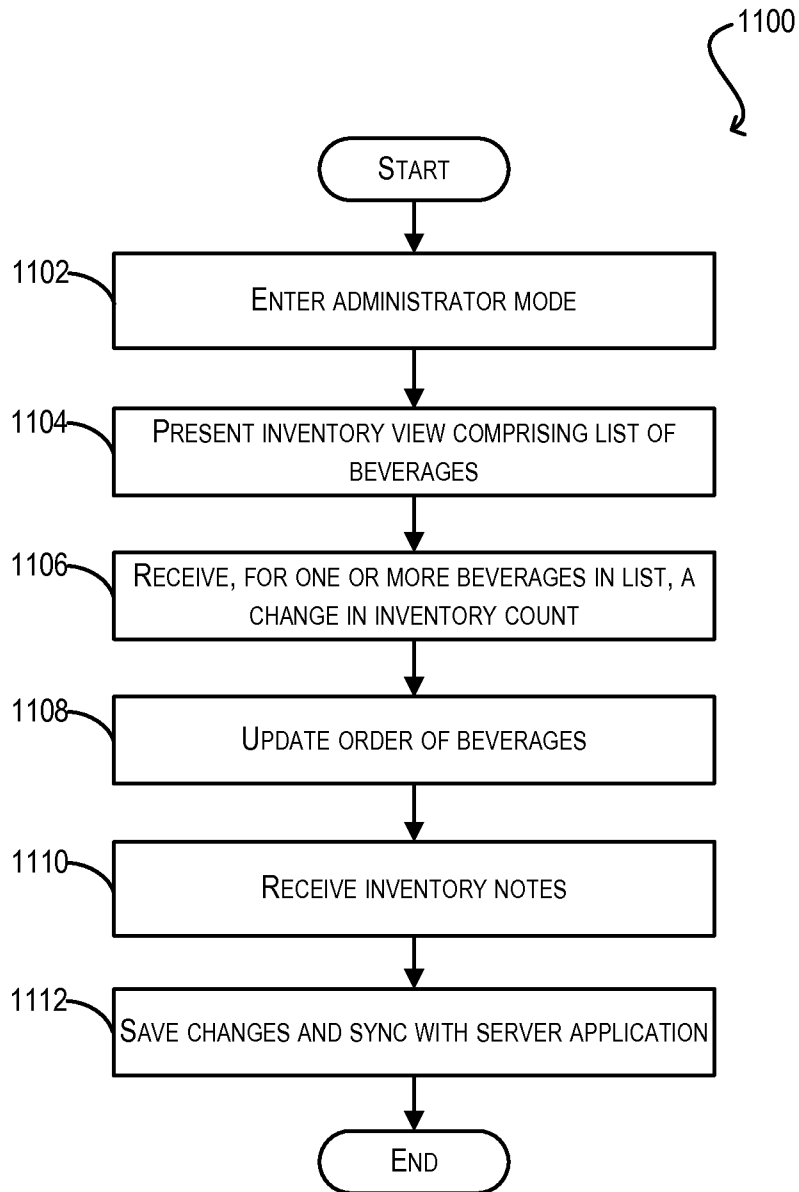 1100
START
1102
ENTER ADMINISTRATOR MODE
1104
PRESENT INVENTORY VIEW COMPRISING LIST OF
BEVERAGES
1106
RECEIVE, FOR ONE OR MORE BEVERAGES IN LIST, A
CHANGE IN INVENTORY COUNT
1108
UPDATE ORDER OF BEVERAGES
1110
RECEIVE INVENTORY NOTES
1112
SAVE CHANGES AND SYNC WITH SERVER APPLICATION
END